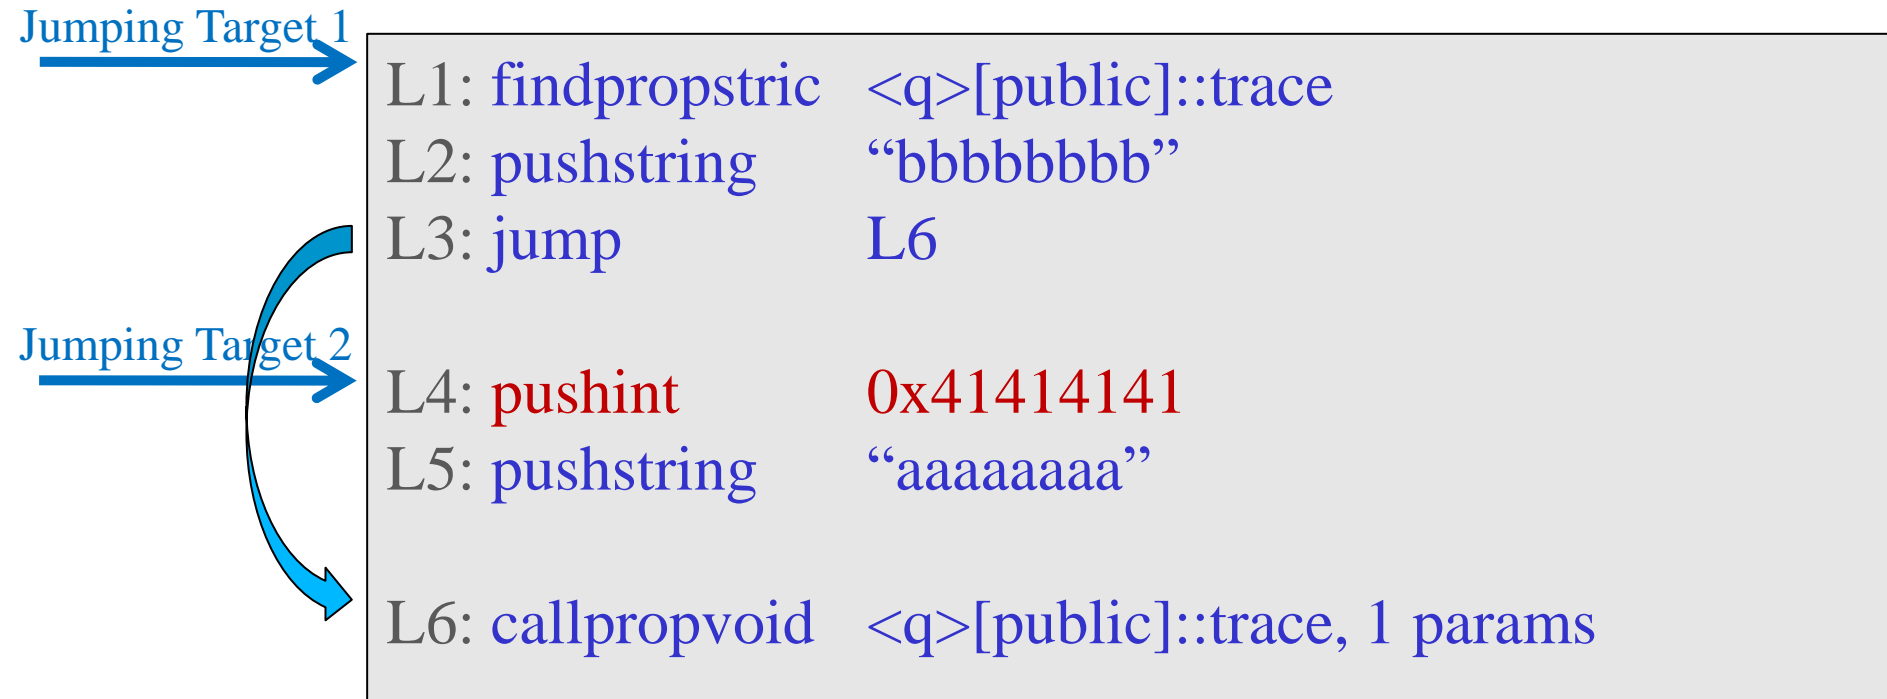 Jumping Target 1
L1: findpropstric <q>[public]::trace
L2: pushstring “bbbbbbbb”
L3: jump L6
Jumping Target 2
L4: pushint 0x41414141
L5: pushstring “aaaaaaaa”
L6: callpropvoid <q>[public]::trace, 1 params